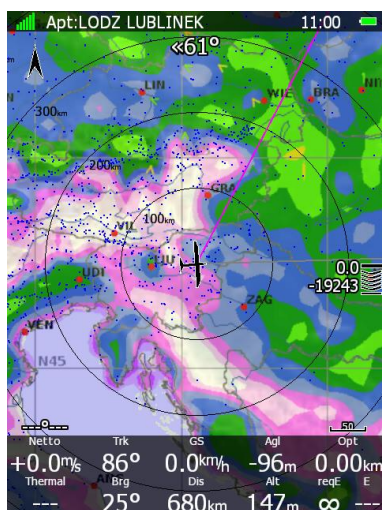 Apt:LODZ LUBLINEK 11:00
«61°
LIN
WIE
BRA
NIT
300km
200km
GRA
100km
VIL
LJU
UDI
0.0
-19243
ZAG
VEN
N45
50
Netto Trk GS Agl Opt
+0.0m/s 86° 0.0km/h -96m 0.00km
Thermal Brg Dis Alt reqE E
--- 25° 680km 147m ∞ ---